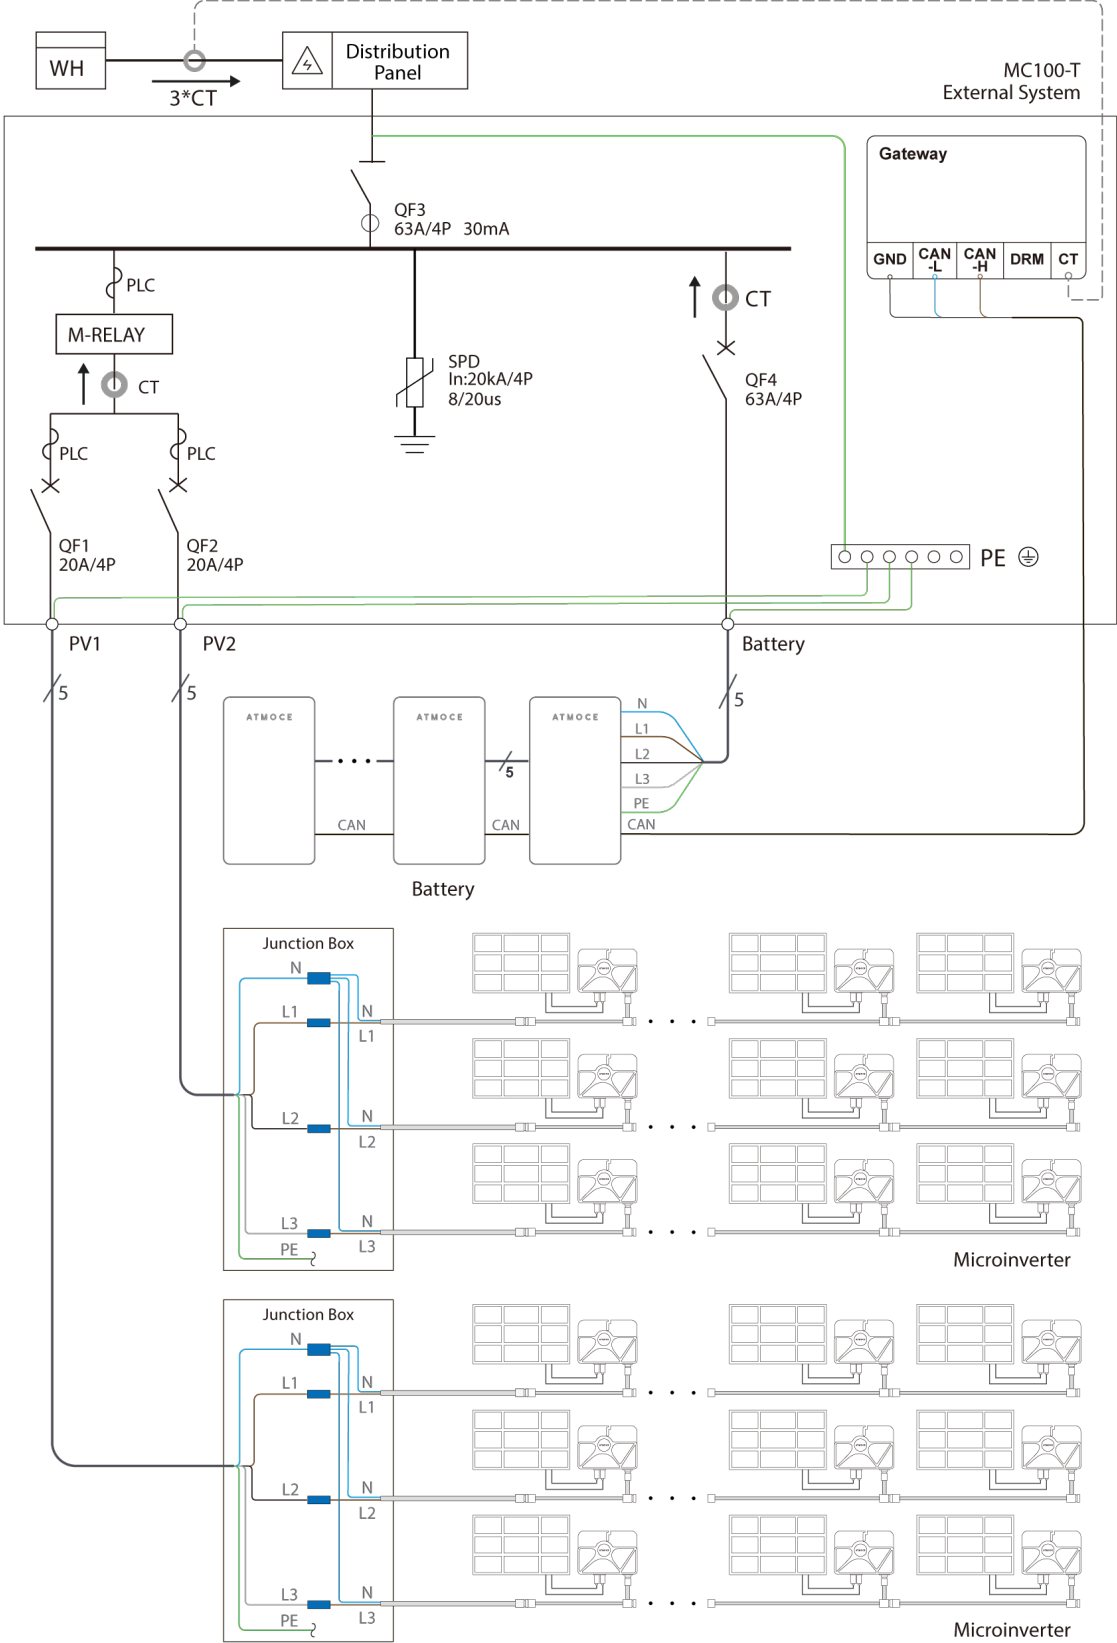 WH
3*CT
Distribution
Panel
MC100-T
External System
Gateway
GND
CAN
-L
CAN
-H
DRM
CT
QF3
63A/4P 30mA
PLC
M-RELAY
CT
PLC
PLC
QF1
20A/4P
QF2
20A/4P
SPD
In:20kA/4P
8/20us
CT
QF4
63A/4P
PE
PV1
PV2
Battery
5
5
5
ATMOCE
ATMOCE
ATMOCE
5
N
L1
L2
L3
PE
CAN
CAN
CAN
Battery
Junction Box
N
L1
N
L1
L2
N
L2
L3
N
L3
PE
Microinverter
Junction Box
N
L1
N
L1
L2
N
L2
L3
N
L3
PE
Microinverter